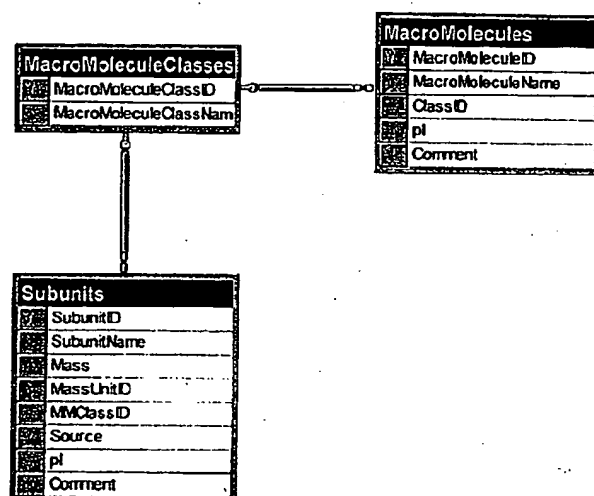 MacroMoleculeClasses
MacroMoleculeClassID
MacroMoleculeClassNam
MacroMolecules
MacroMoleculeID
MacroMoleculeName
ClassID
pI
Comment
Subunits
SubunitID
SubunitName
Mass
MassUnitID
MMClassID
Source
pI
Comment